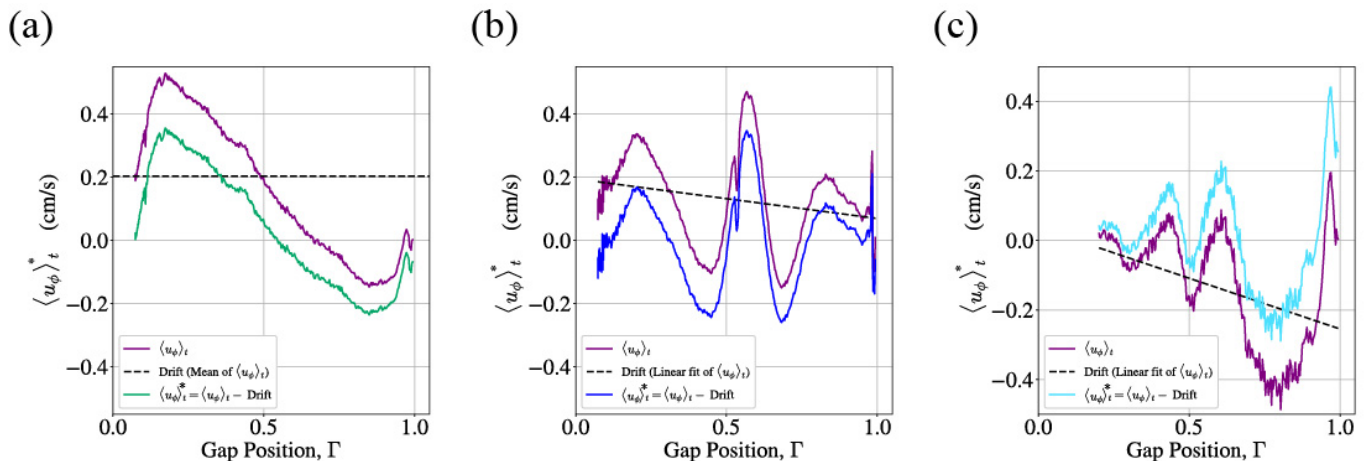 (a)
0.4
0.2
0.0
−0.2
−0.4
⟨u_ϕ⟩*_t (cm/s)
⟨u_ϕ⟩_t
Drift (Mean of ⟨u_ϕ⟩_t)
⟨u_ϕ⟩*_t = ⟨u_ϕ⟩_t − Drift
0.0 0.5 1.0
Gap Position, Γ
(b)
0.4
0.2
0.0
−0.2
−0.4
⟨u_ϕ⟩*_t (cm/s)
⟨u_ϕ⟩_t
Drift (Linear fit of ⟨u_ϕ⟩_t)
⟨u_ϕ⟩*_t = ⟨u_ϕ⟩_t − Drift
0.0 0.5 1.0
Gap Position, Γ
(c)
0.4
0.2
0.0
−0.2
−0.4
⟨u_ϕ⟩*_t (cm/s)
⟨u_ϕ⟩_t
Drift (Linear fit of ⟨u_ϕ⟩_t)
⟨u_ϕ⟩*_t = ⟨u_ϕ⟩_t − Drift
0.0 0.5 1.0
Gap Position, Γ